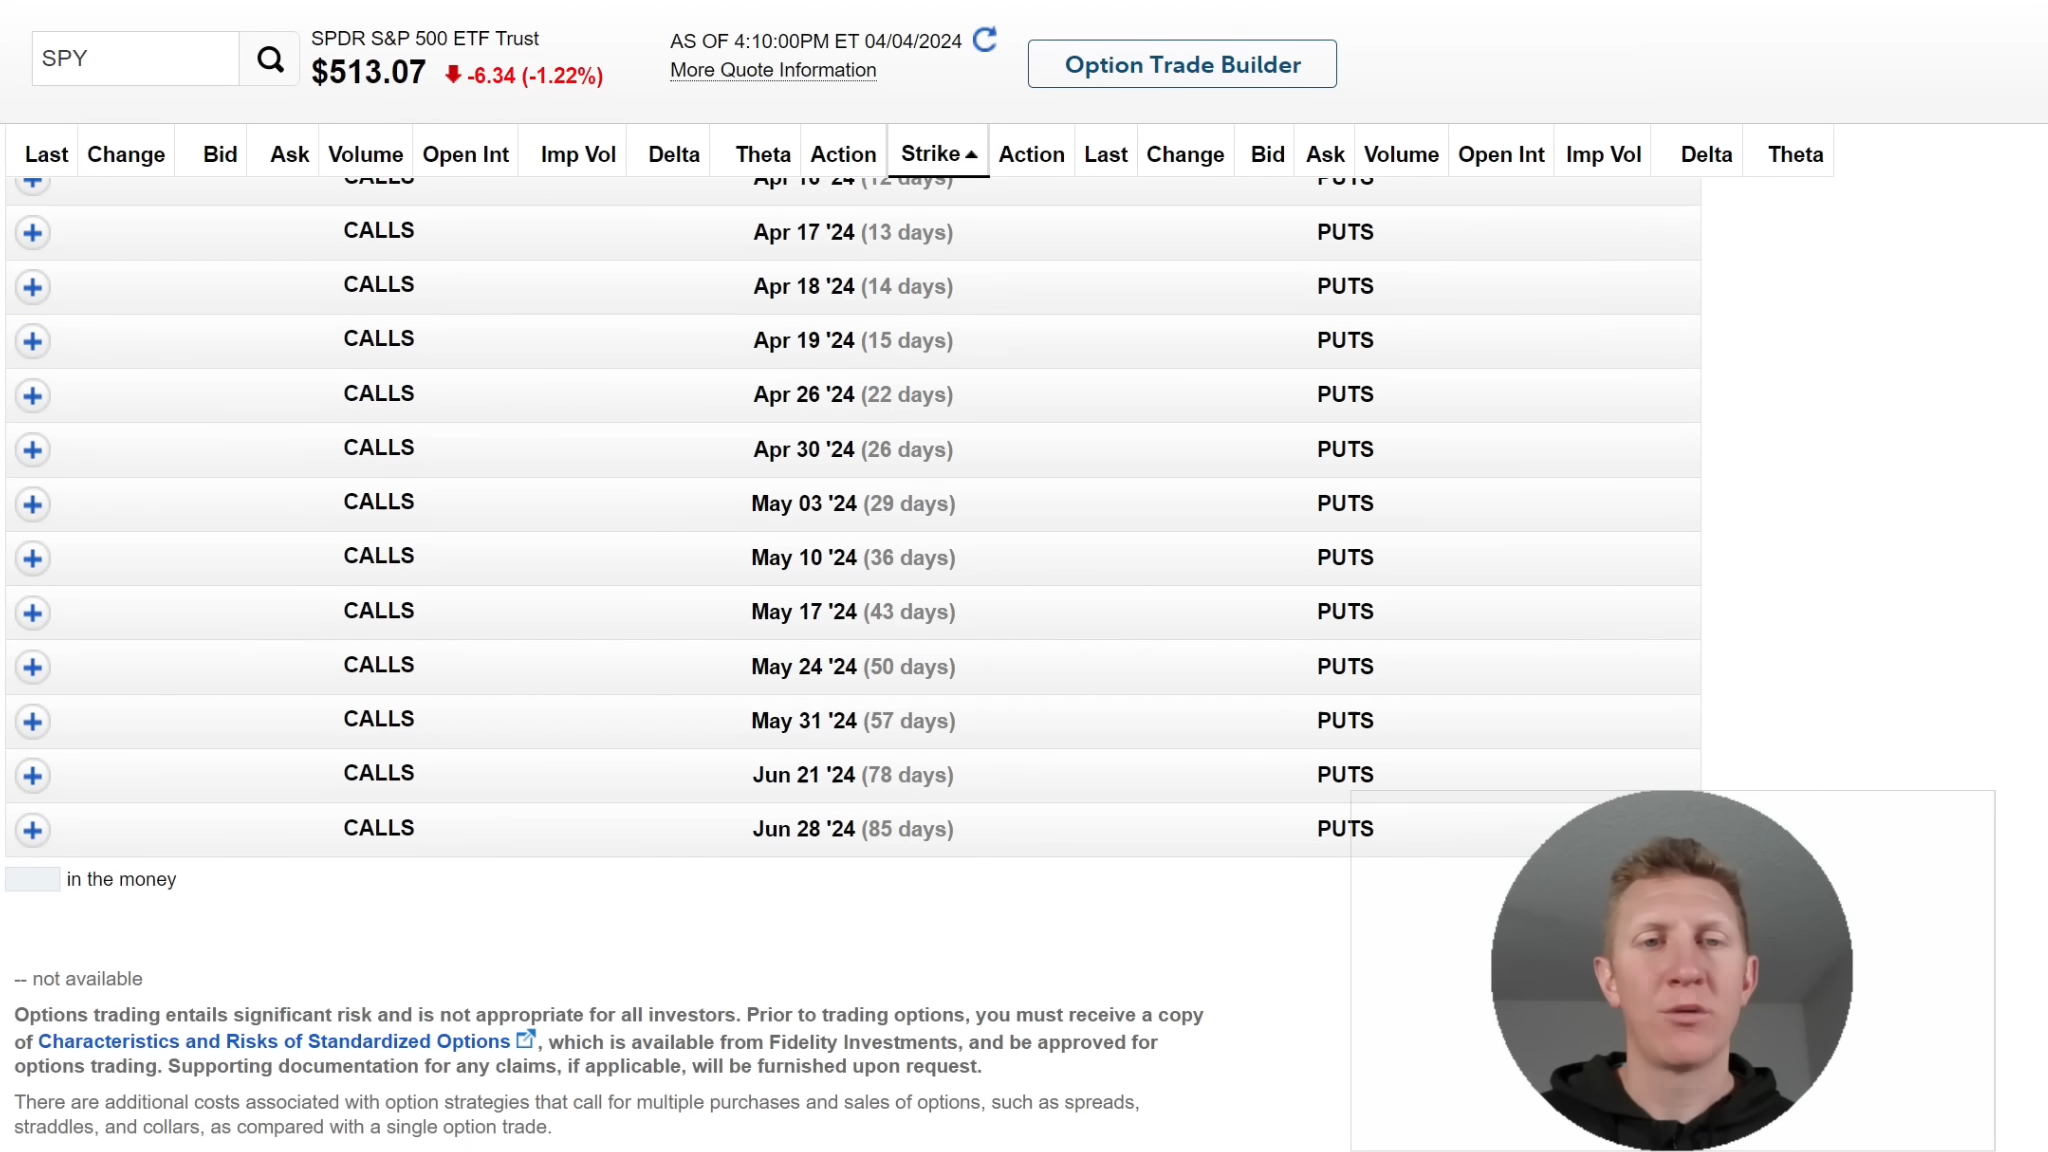 SPY
SPDR S&P 500 ETF Trust
$513.07 -6.34 (-1.22%)
AS OF 4:10:00PM ET 04/04/2024
More Quote Information
Option Trade Builder
Last Change Bid Ask Volume Open Int Imp Vol Delta Theta Action Strike Action Last Change Bid Ask Volume Open Int Imp Vol Delta Theta
CALLS Apr 16 '24 (12 days) PUTS
CALLS Apr 17 '24 (13 days) PUTS
CALLS Apr 18 '24 (14 days) PUTS
CALLS Apr 19 '24 (15 days) PUTS
CALLS Apr 26 '24 (22 days) PUTS
CALLS Apr 30 '24 (26 days) PUTS
CALLS May 03 '24 (29 days) PUTS
CALLS May 10 '24 (36 days) PUTS
CALLS May 17 '24 (43 days) PUTS
CALLS May 24 '24 (50 days) PUTS
CALLS May 31 '24 (57 days) PUTS
CALLS Jun 21 '24 (78 days) PUTS
CALLS Jun 28 '24 (85 days) PUTS
in the money
-- not available
Options trading entails significant risk and is not appropriate for all investors. Prior to trading options, you must receive a copy
of Characteristics and Risks of Standardized Options , which is available from Fidelity Investments, and be approved for
options trading. Supporting documentation for any claims, if applicable, will be furnished upon request.
There are additional costs associated with option strategies that call for multiple purchases and sales of options, such as spreads,
straddles, and collars, as compared with a single option trade.